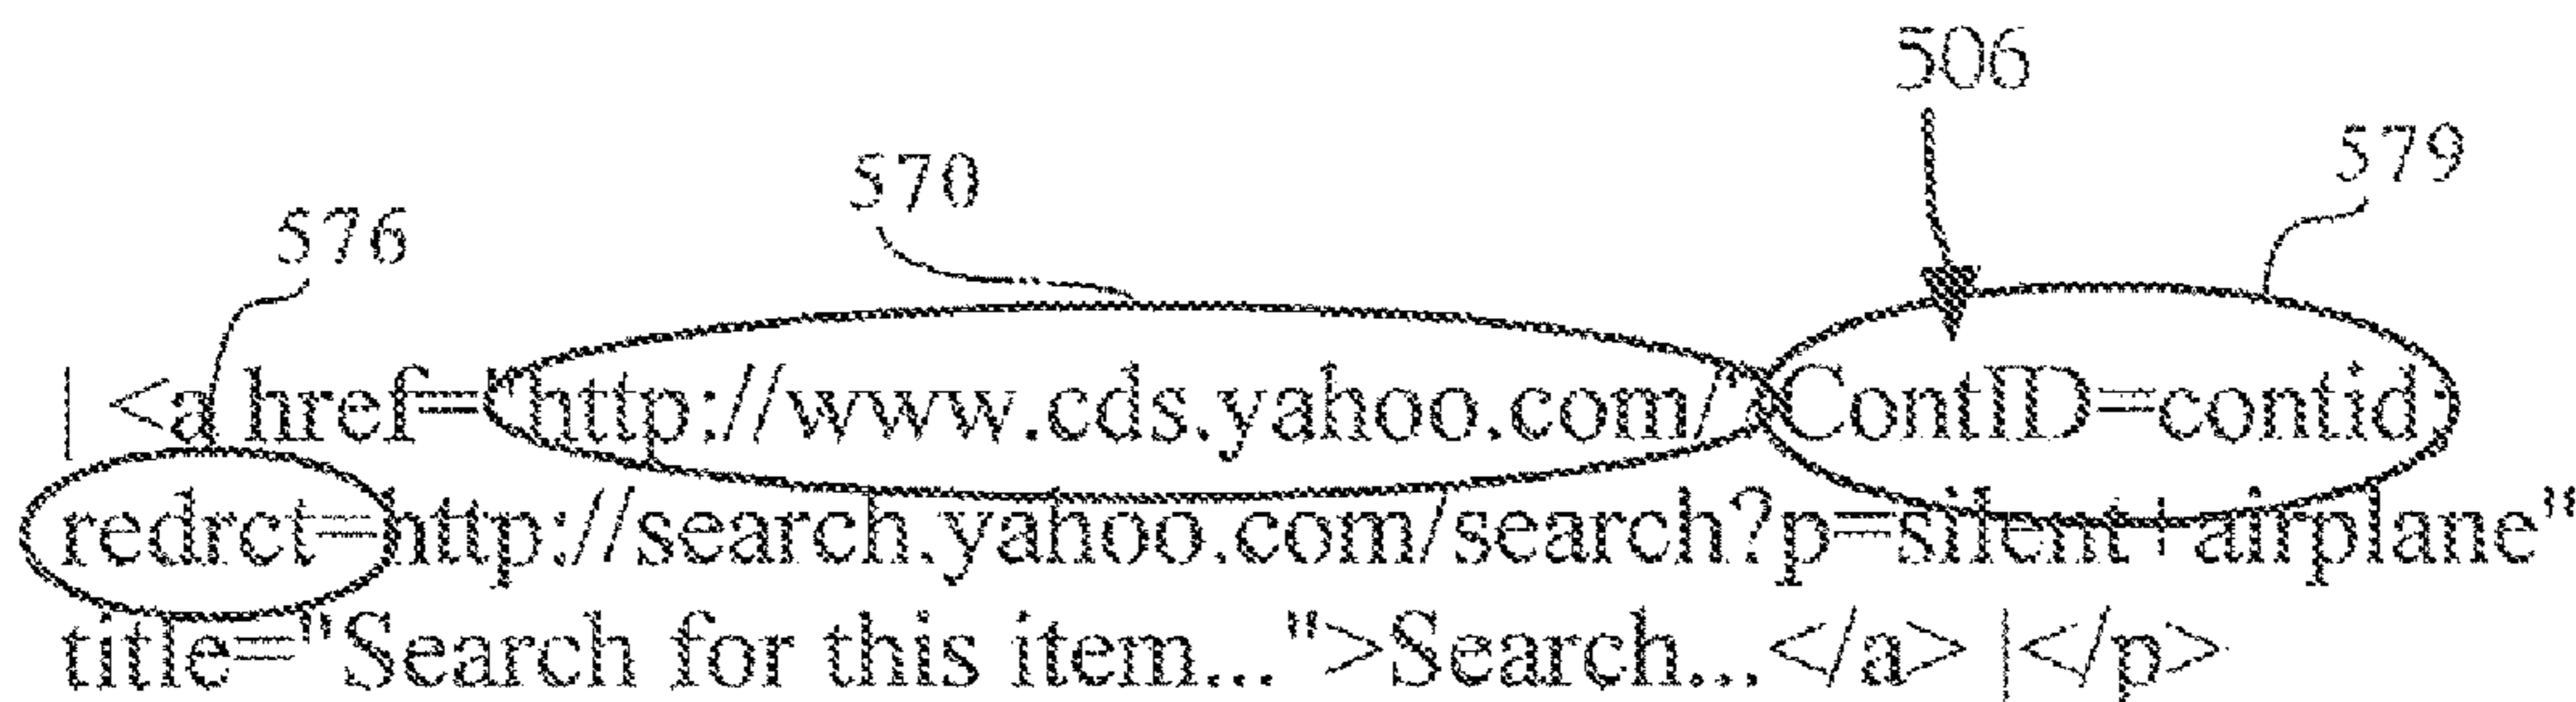 506
570
579
576
| <a href="http://www.cds.yahoo.com/" ContID=contid;
redrct=http://search.yahoo.com/search?p=silent+airplane"
title="Search for this item...">Search...</a> |</p>